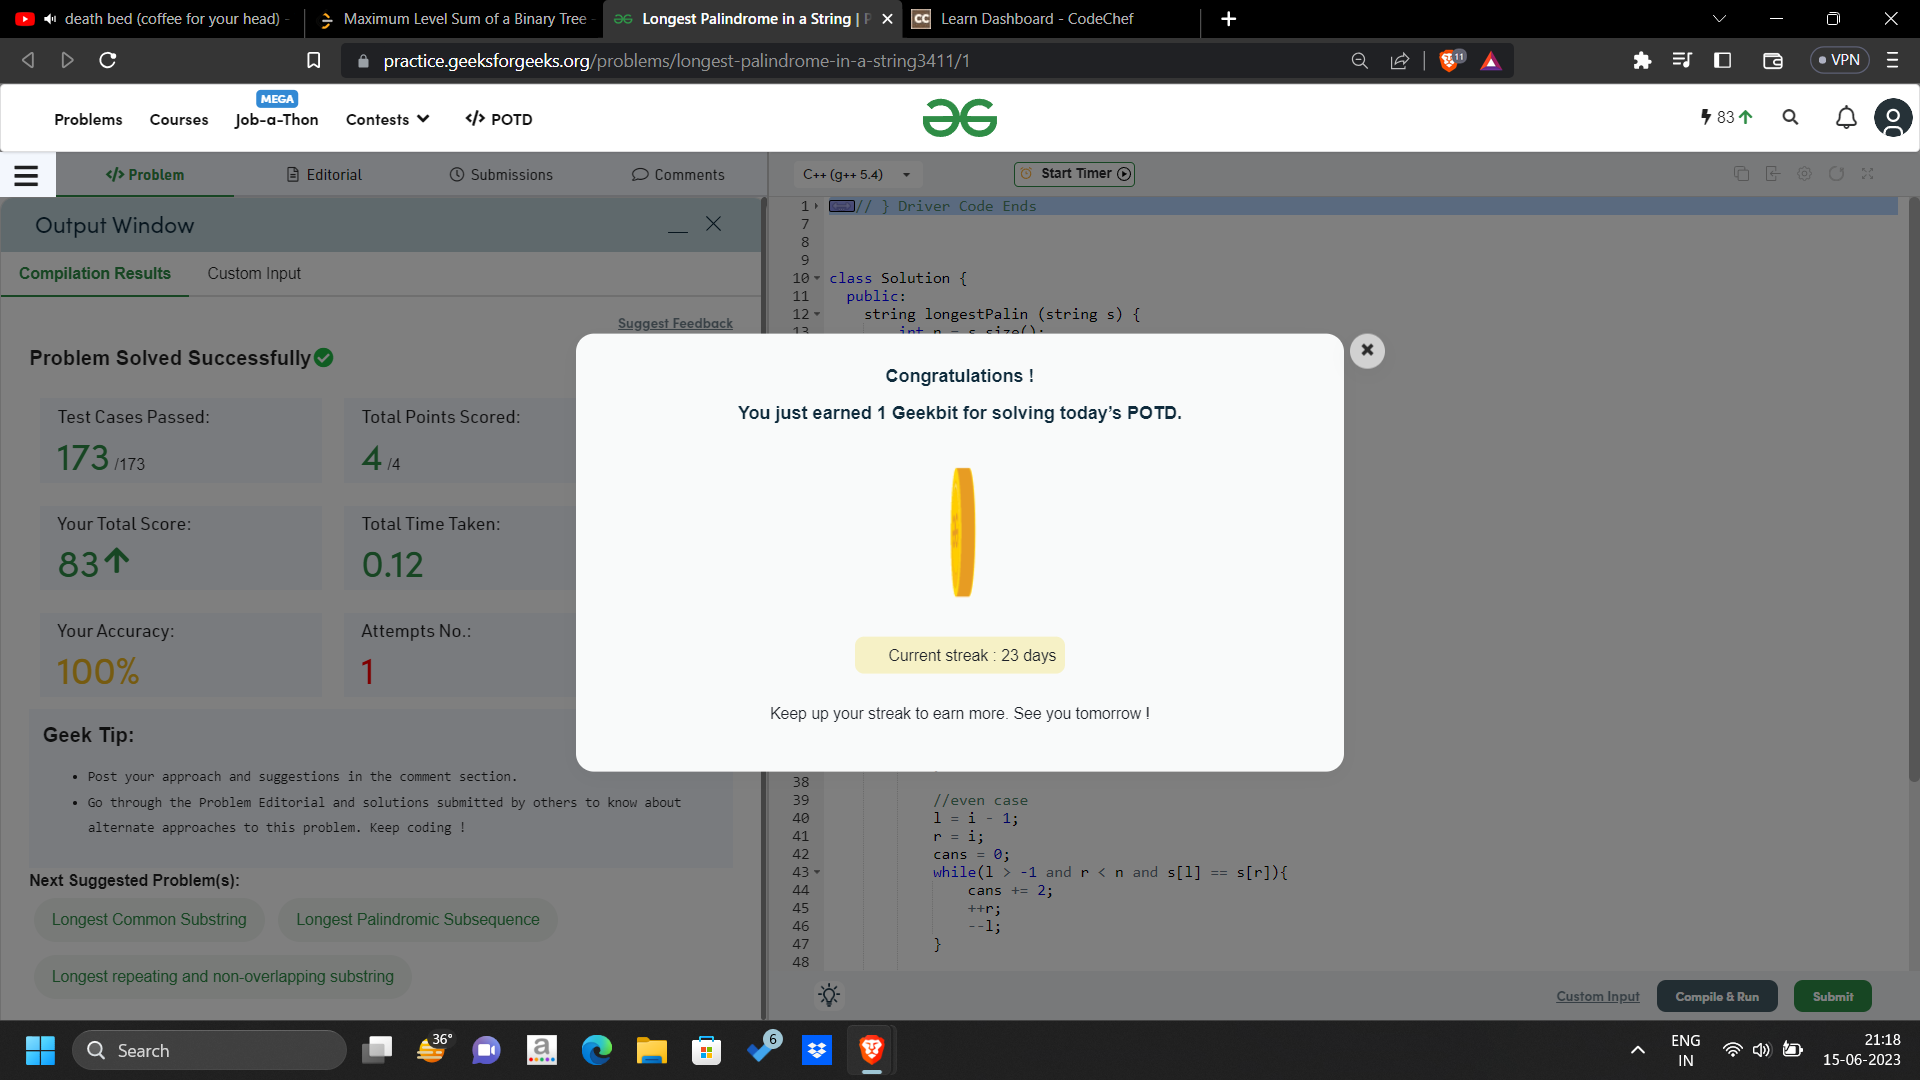 death bed (coffee for your head) -
Maximum Level Sum of a Binary Tree -
Longest Palindrome in a String | P
CC Learn Dashboard - CodeChef
practice.geeksforgeeks.org/problems/longest-palindrome-in-a-string3411/1
11
VPN
MEGA
Problems Courses Job-a-Thon Contests </> POTD
83
</> Problem Editorial Submissions Comments
C++ (g++ 5.4)
Start Timer
Output Window
Compilation Results Custom Input
Suggest Feedback
Problem Solved Successfully
Test Cases Passed:
173 /173
Total Points Scored:
4 /4
Your Total Score:
83
Total Time Taken:
0.12
Your Accuracy:
100%
Attempts No.:
1
Geek Tip:
• Post your approach and suggestions in the comment section.
• Go through the Problem Editorial and solutions submitted by others to know about
alternate approaches to this problem. Keep coding !
Next Suggested Problem(s):
Longest Common Substring Longest Palindromic Subsequence
Longest repeating and non-overlapping substring
1 // } Driver Code Ends
7
8
9
10 class Solution {
11 public:
12 string longestPalin (string s) {
13 int n = s.size();
Congratulations !
You just earned 1 Geekbit for solving today’s POTD.
Current streak : 23 days
Keep up your streak to earn more. See you tomorrow !
38
39 //even case
40 l = i - 1;
41 r = i;
42 cans = 0;
43 while(l > -1 and r < n and s[l] == s[r]){
44 cans += 2;
45 ++r;
46 --l;
47 }
48
Custom Input Compile & Run Submit
Search
36°
a
6
ENG
IN
21:18
15-06-2023